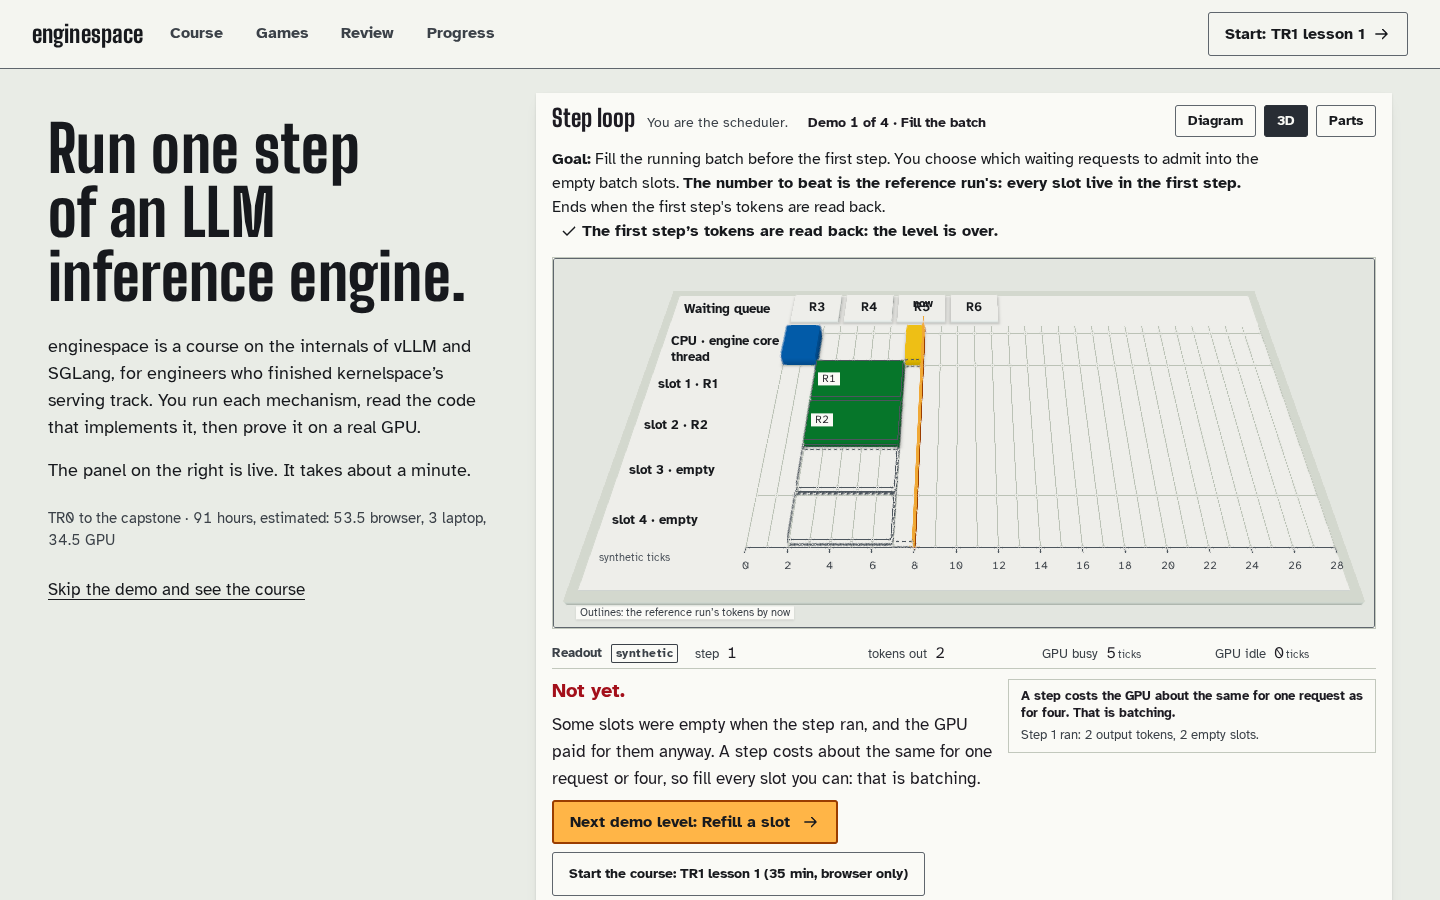 enginespace
Course
Games
Review
Progress
Start: TR1 lesson 1 →
Run one step
of an LLM
inference engine.
enginespace is a course on the internals of vLLM and
SGLang, for engineers who finished kernelspace’s
serving track. You run each mechanism, read the code
that implements it, then prove it on a real GPU.
The panel on the right is live. It takes about a minute.
TR0 to the capstone · 91 hours, estimated: 53.5 browser, 3 laptop,
34.5 GPU
Skip the demo and see the course
Step loop
You are the scheduler.
Demo 1 of 4 · Fill the batch
Diagram
3D
Parts
Goal: Fill the running batch before the first step. You choose which waiting requests to admit into the
empty batch slots. The number to beat is the reference run's: every slot live in the first step.
Ends when the first step's tokens are read back.
✓ The first step’s tokens are read back: the level is over.
Waiting queue
R3
R4
R5
R6
now
CPU · engine core
thread
slot 1 · R1
R1
slot 2 · R2
R2
slot 3 · empty
slot 4 · empty
synthetic ticks
0 2 4 6 8 10 12 14 16 18 20 22 24 26 28
Outlines: the reference run’s tokens by now
Readout synthetic step 1 tokens out 2 GPU busy 5 ticks GPU idle 0 ticks
Not yet.
Some slots were empty when the step ran, and the GPU
paid for them anyway. A step costs about the same for one
request or four, so fill every slot you can: that is batching.
A step costs the GPU about the same for one request as
for four. That is batching.
Step 1 ran: 2 output tokens, 2 empty slots.
Next demo level: Refill a slot →
Start the course: TR1 lesson 1 (35 min, browser only)